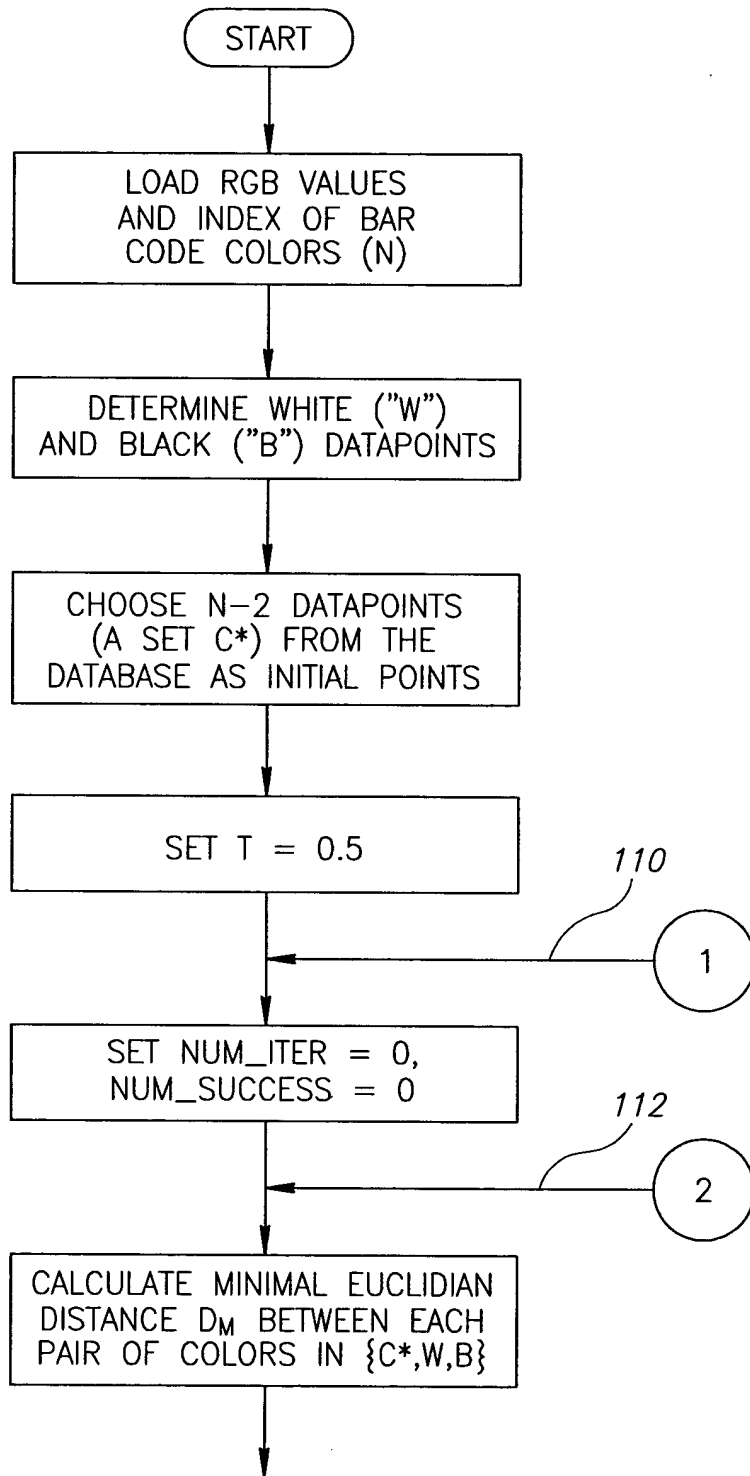 START
LOAD RGB VALUES
AND INDEX OF BAR
CODE COLORS (N)
DETERMINE WHITE ("W")
AND BLACK ("B") DATAPOINTS
CHOOSE N-2 DATAPOINTS
(A SET C*) FROM THE
DATABASE AS INITIAL POINTS
SET T = 0.5
110
1
SET NUM_ITER = 0,
NUM_SUCCESS = 0
112
2
CALCULATE MINIMAL EUCLIDIAN
DISTANCE DM BETWEEN EACH
PAIR OF COLORS IN {C*,W,B}